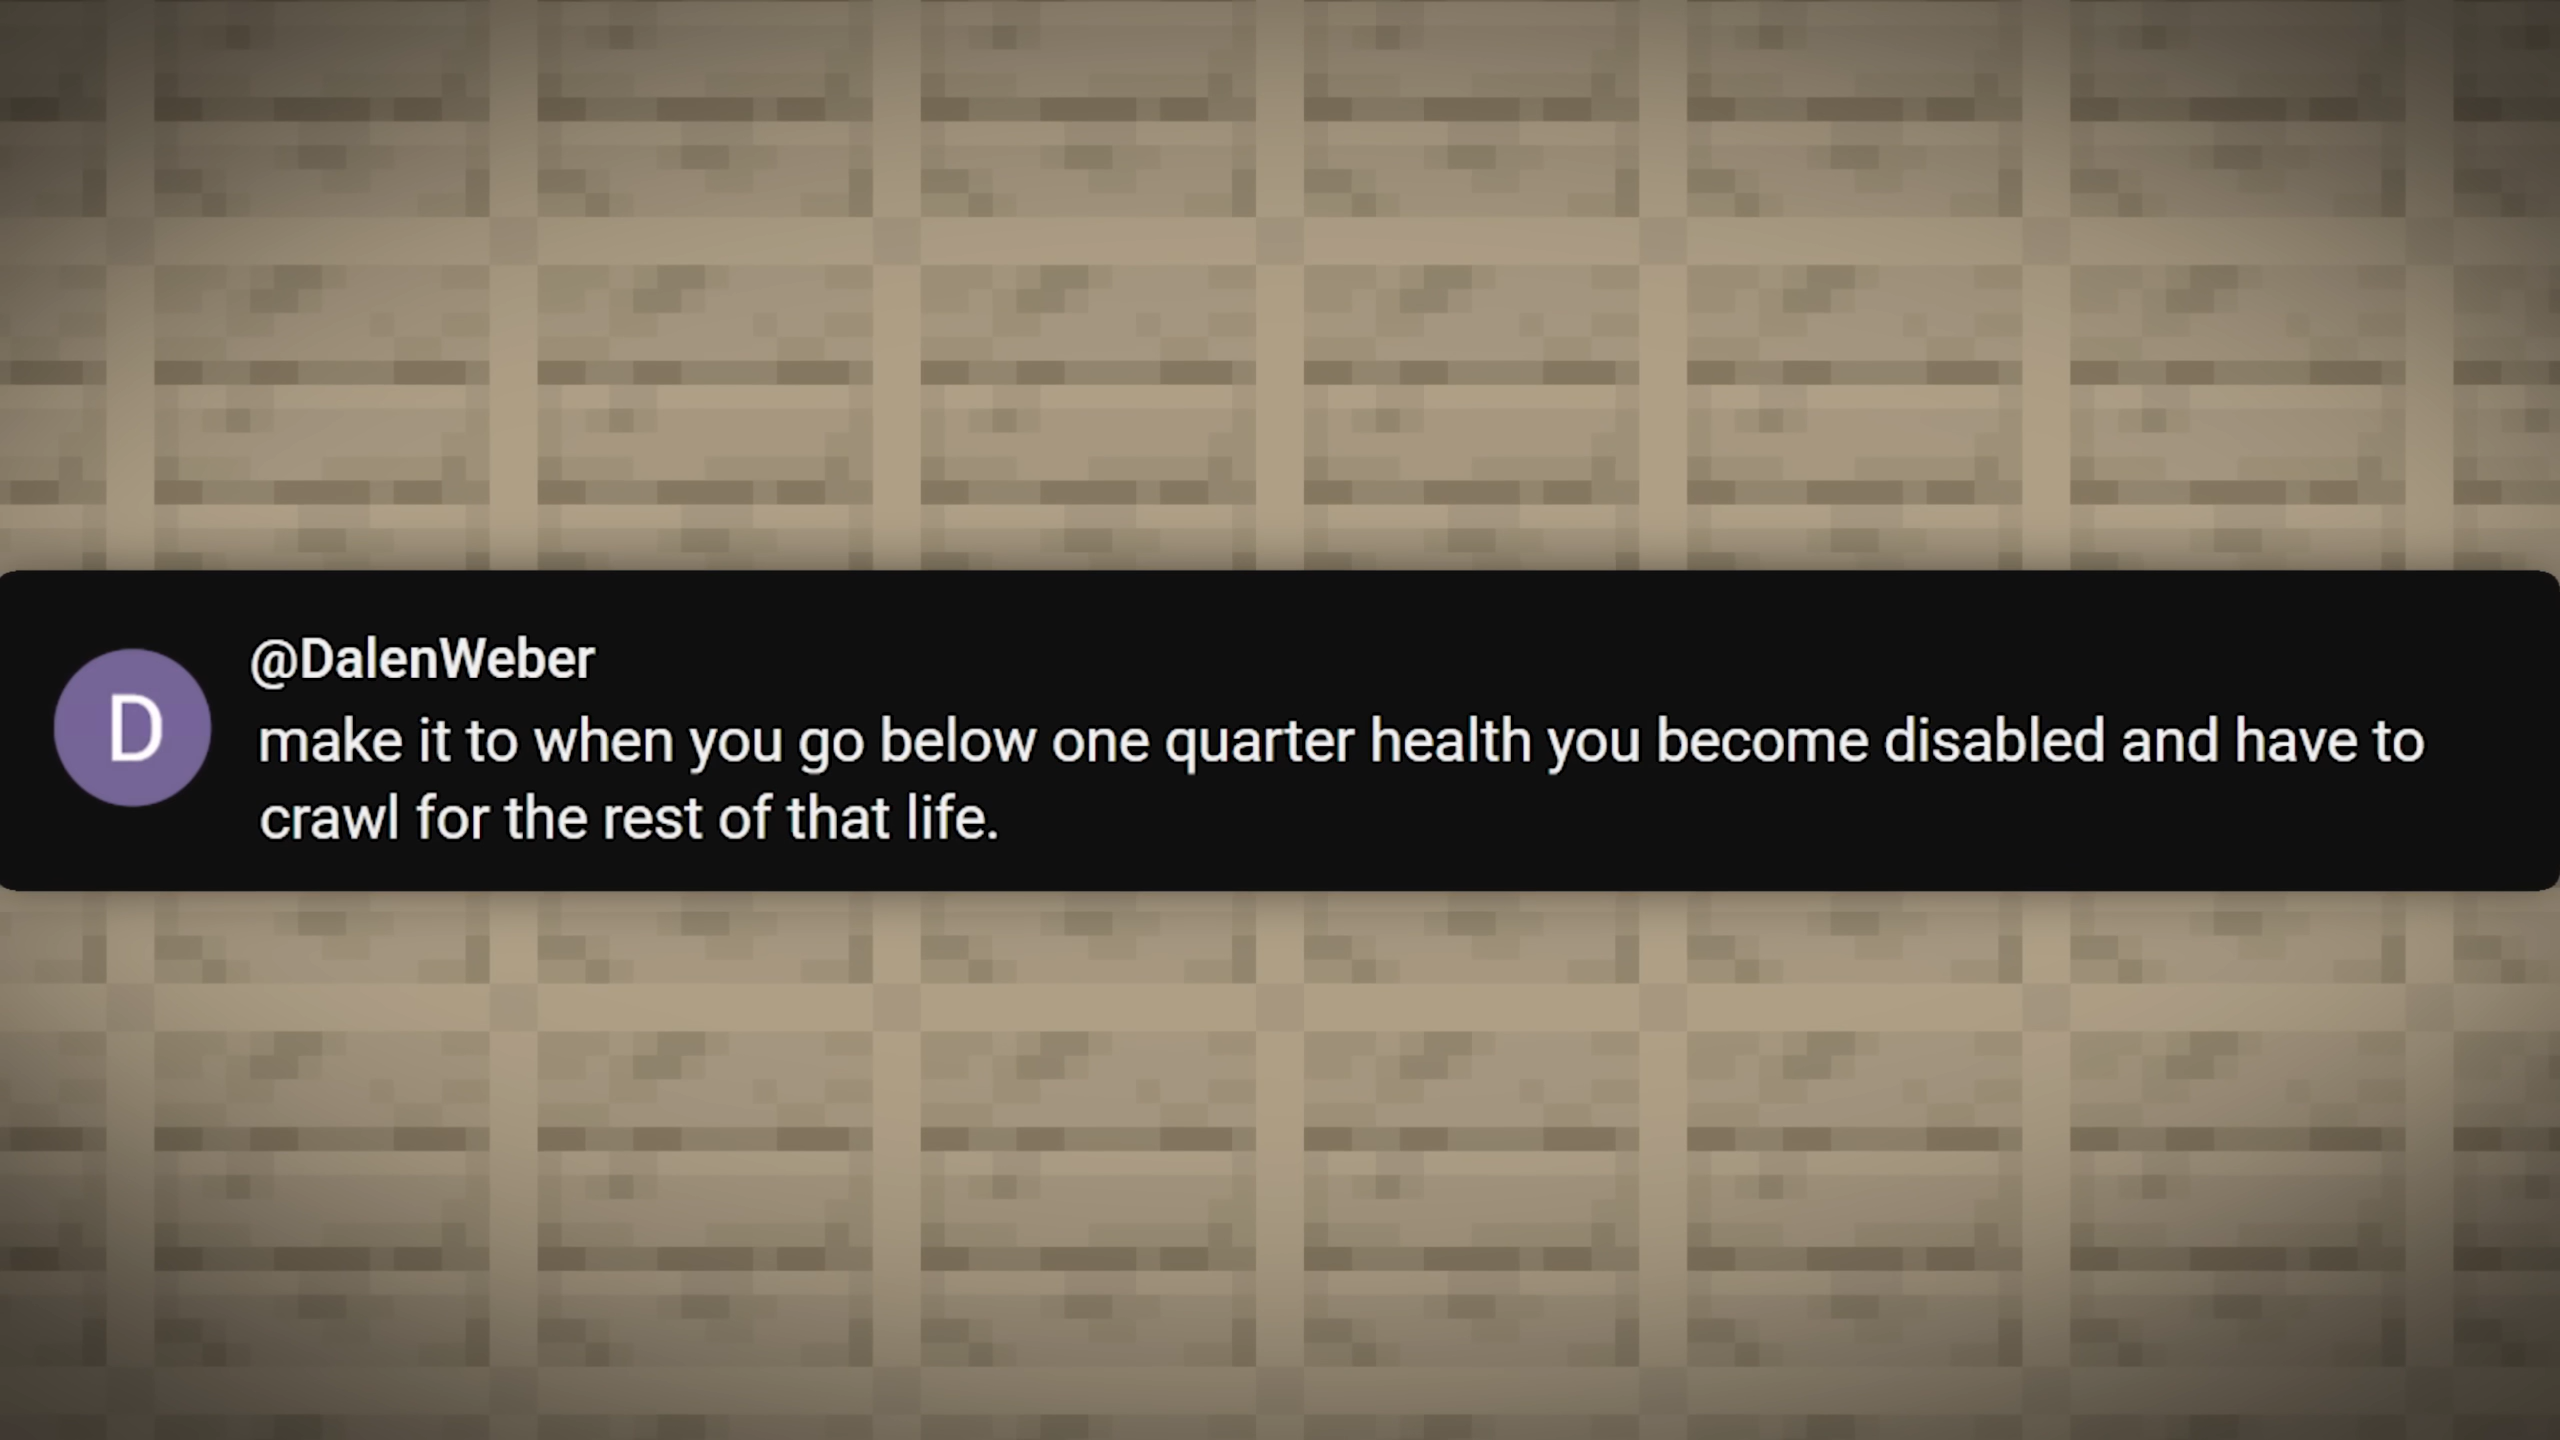 D
@DalenWeber
make it to when you go below one quarter health you become disabled and have to
crawl for the rest of that life.